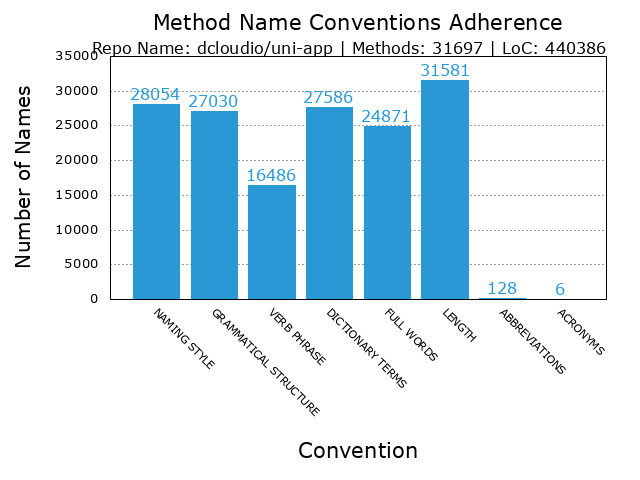 Method Name Conventions Adherence
Repo Name: dcloudio/uni-app | Methods: 31697 | LoC: 440386
Number of Names
35000
30000
25000
20000
15000
10000
5000
0
28054
27030
16486
27586
24871
31581
128
6
NAMING STYLE
GRAMMATICAL STRUCTURE
VERB PHRASE
DICTIONARY TERMS
FULL WORDS
LENGTH
ABBREVIATIONS
ACRONYMS
Convention